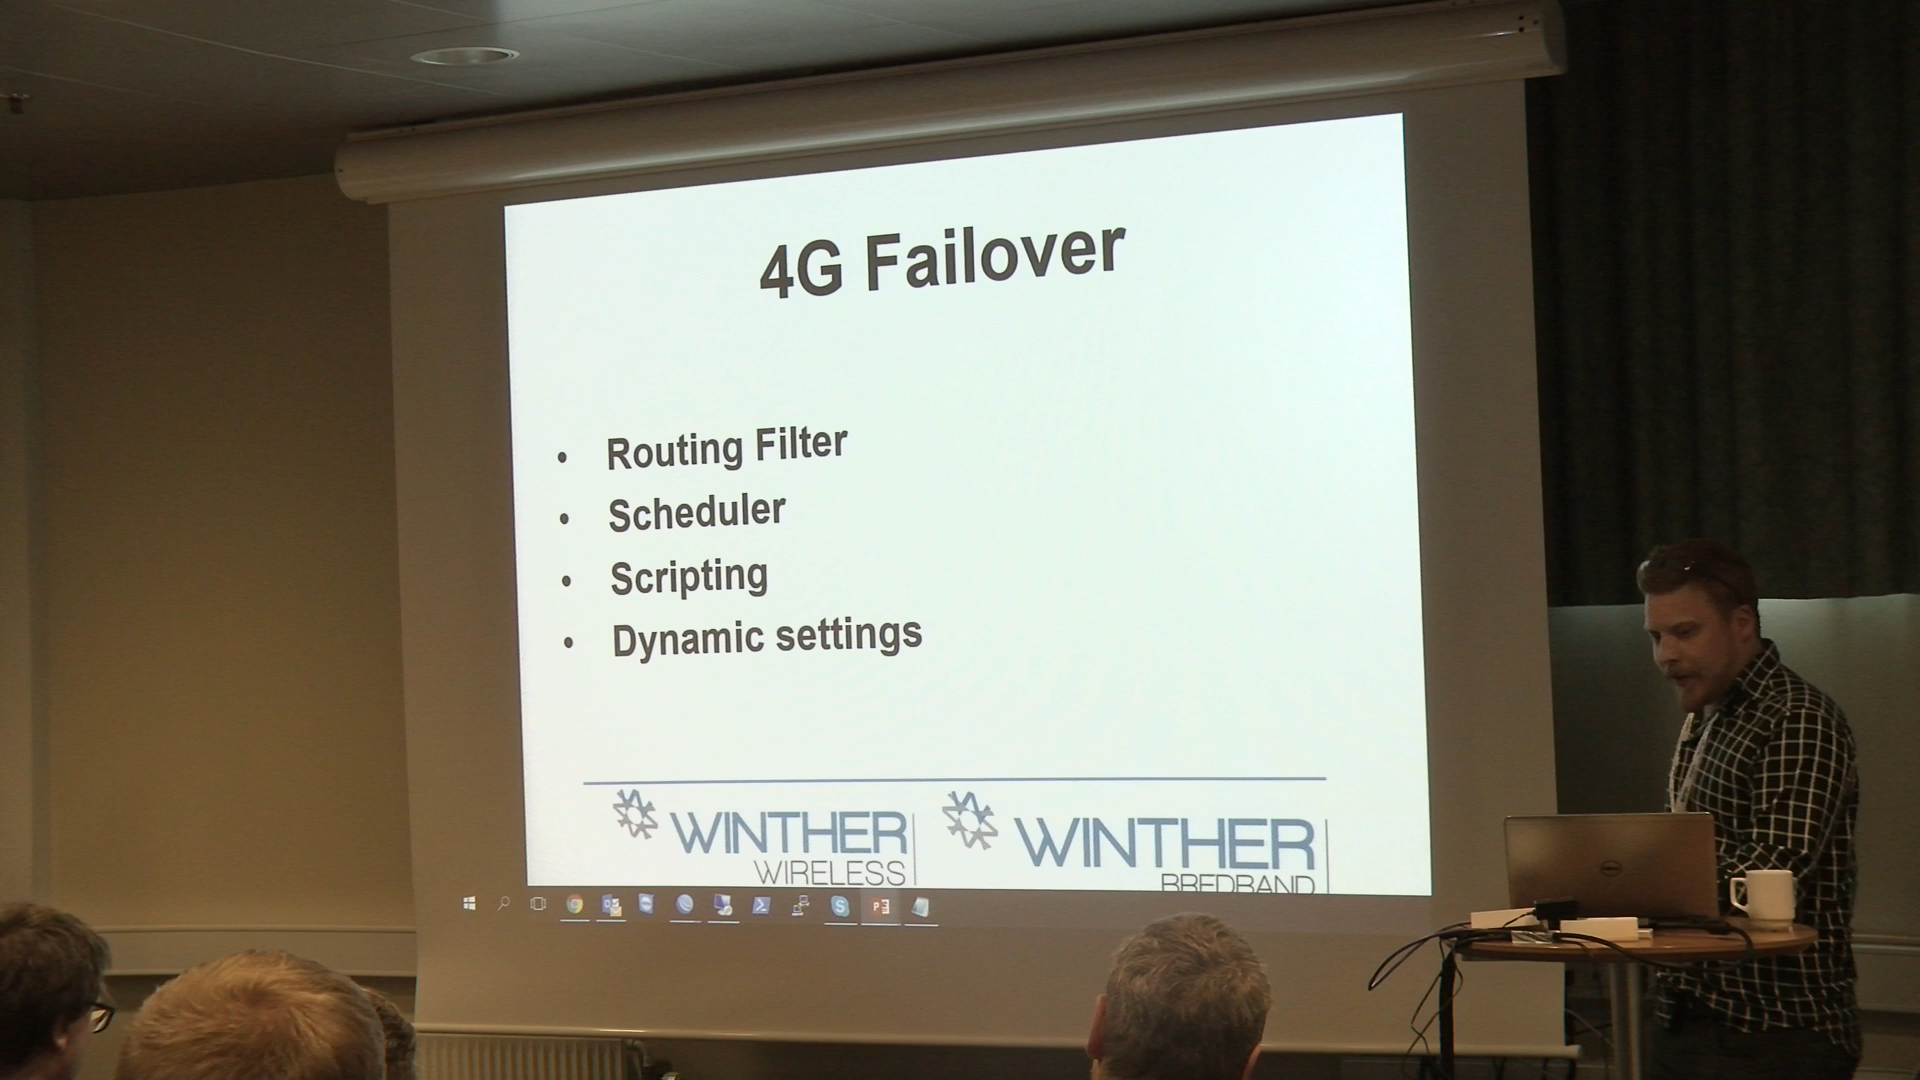 4G Failover
• Routing Filter
• Scheduler
• Scripting
• Dynamic settings
WINTHER
WIRELESS
WINTHER
BREDBAND